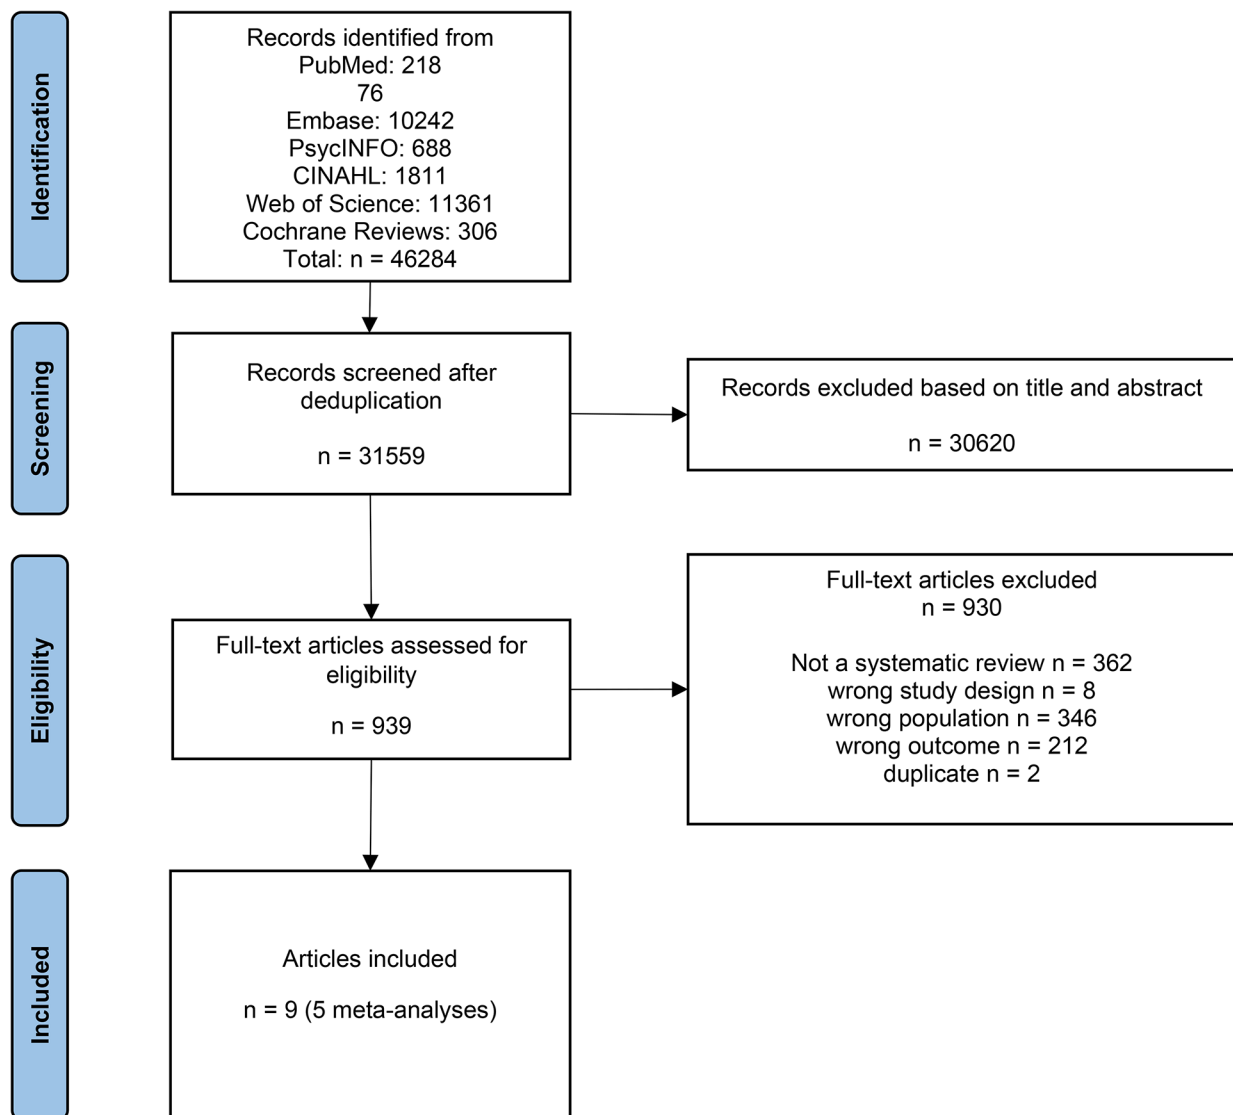 Identification
Records identified from
PubMed: 218
76
Embase: 10242
PsycINFO: 688
CINAHL: 1811
Web of Science: 11361
Cochrane Reviews: 306
Total: n = 46284
Screening
Records screened after
deduplication
n = 31559
Records excluded based on title and abstract
n = 30620
Eligibility
Full-text articles assessed for
eligibility
n = 939
Full-text articles excluded
n = 930
Not a systematic review n = 362
wrong study design n = 8
wrong population n = 346
wrong outcome n = 212
duplicate n = 2
Included
Articles included
n = 9 (5 meta-analyses)